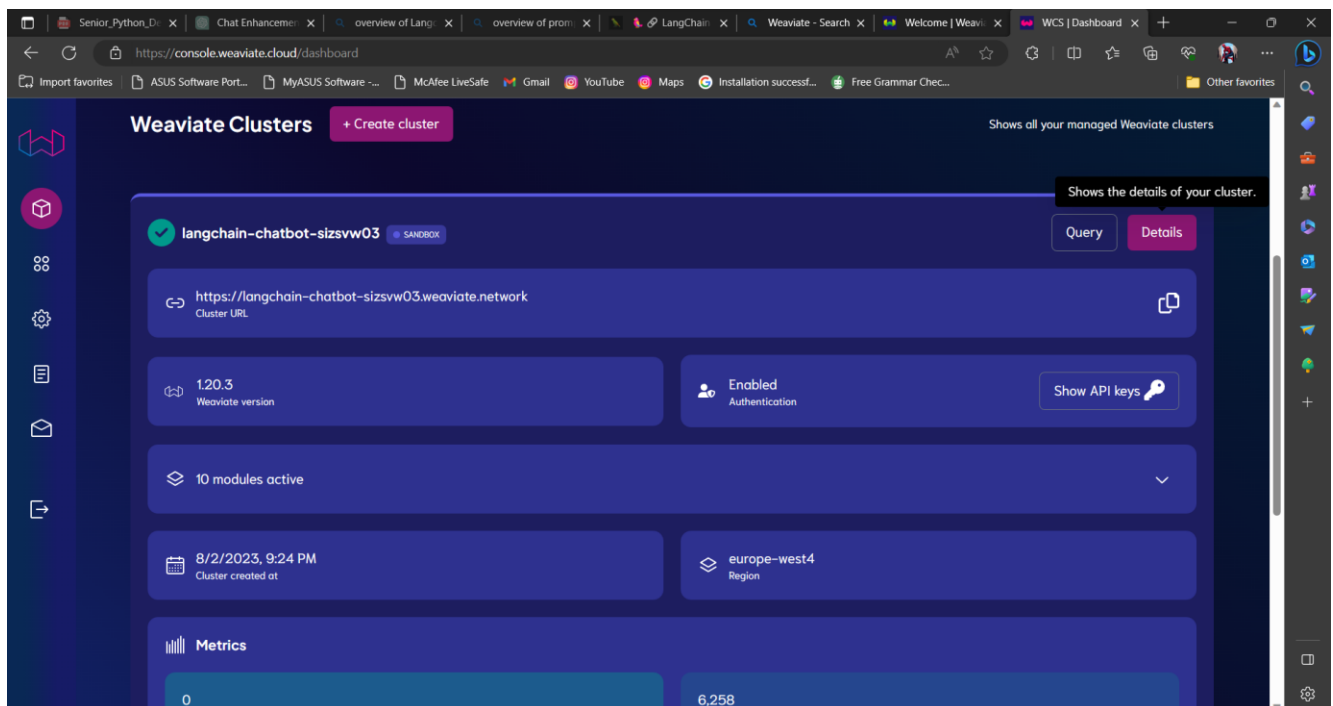 Senior_Python_De
Chat Enhancemen
overview of Lang
overview of prom
LangChain
Weaviate - Search
Welcome | Weavi
WCS | Dashboard
https://console.weaviate.cloud/dashboard
Import favorites
ASUS Software Port...
MyASUS Software -...
McAfee LiveSafe
Gmail
YouTube
Maps
Installation successf...
Free Grammar Chec...
Other favorites
Weaviate Clusters
+ Create cluster
Shows all your managed Weaviate clusters
Shows the details of your cluster.
langchain-chatbot-sizsvw03
SANDBOX
Query
Details
https://langchain-chatbot-sizsvw03.weaviate.network
Cluster URL
1.20.3
Weaviate version
Enabled
Authentication
Show API keys
10 modules active
8/2/2023, 9:24 PM
Cluster created at
europe-west4
Region
Metrics
0
6,258